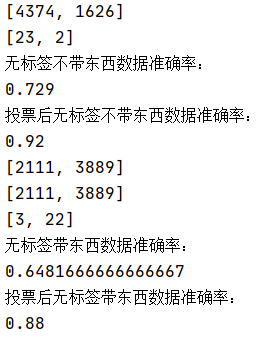 [4374, 1626]
[23, 2]
无标签不带东西数据准确率：
0.729
投票后无标签不带东西数据准确率：
0.92
[2111, 3889]
[2111, 3889]
[3, 22]
无标签带东西数据准确率：
0.6481666666666667
投票后无标签带东西数据准确率：
0.88